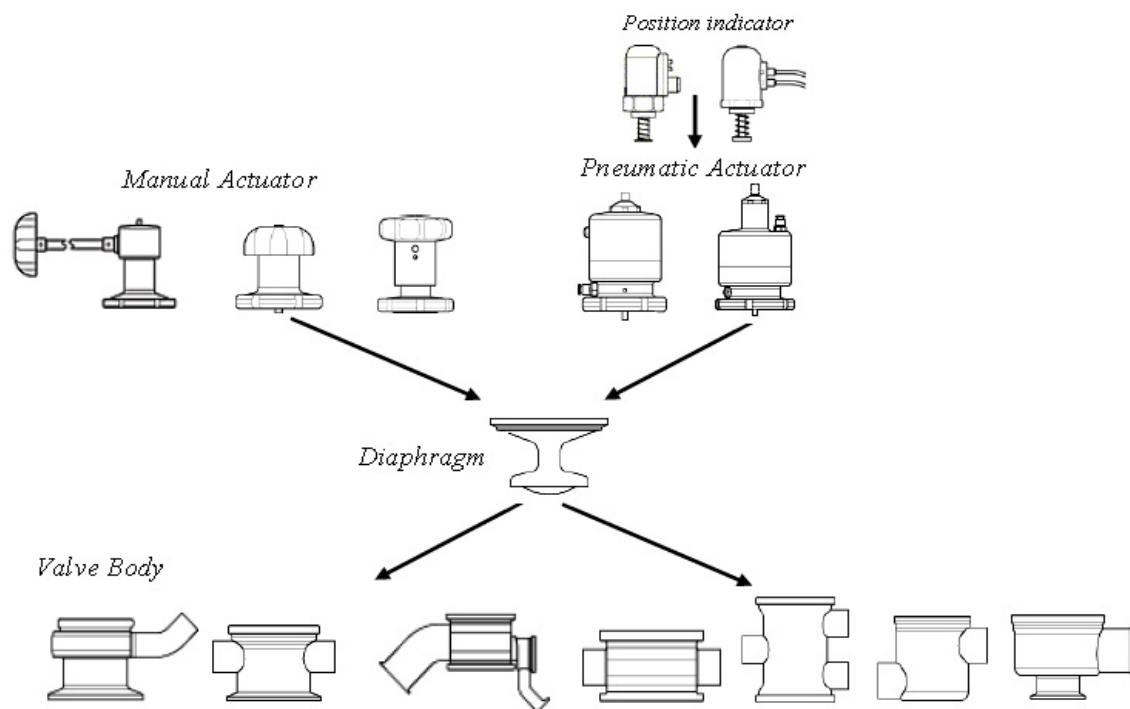 Position indicator
Manual Actuator
Pneumatic Actuator
Diaphragm
Valve Body